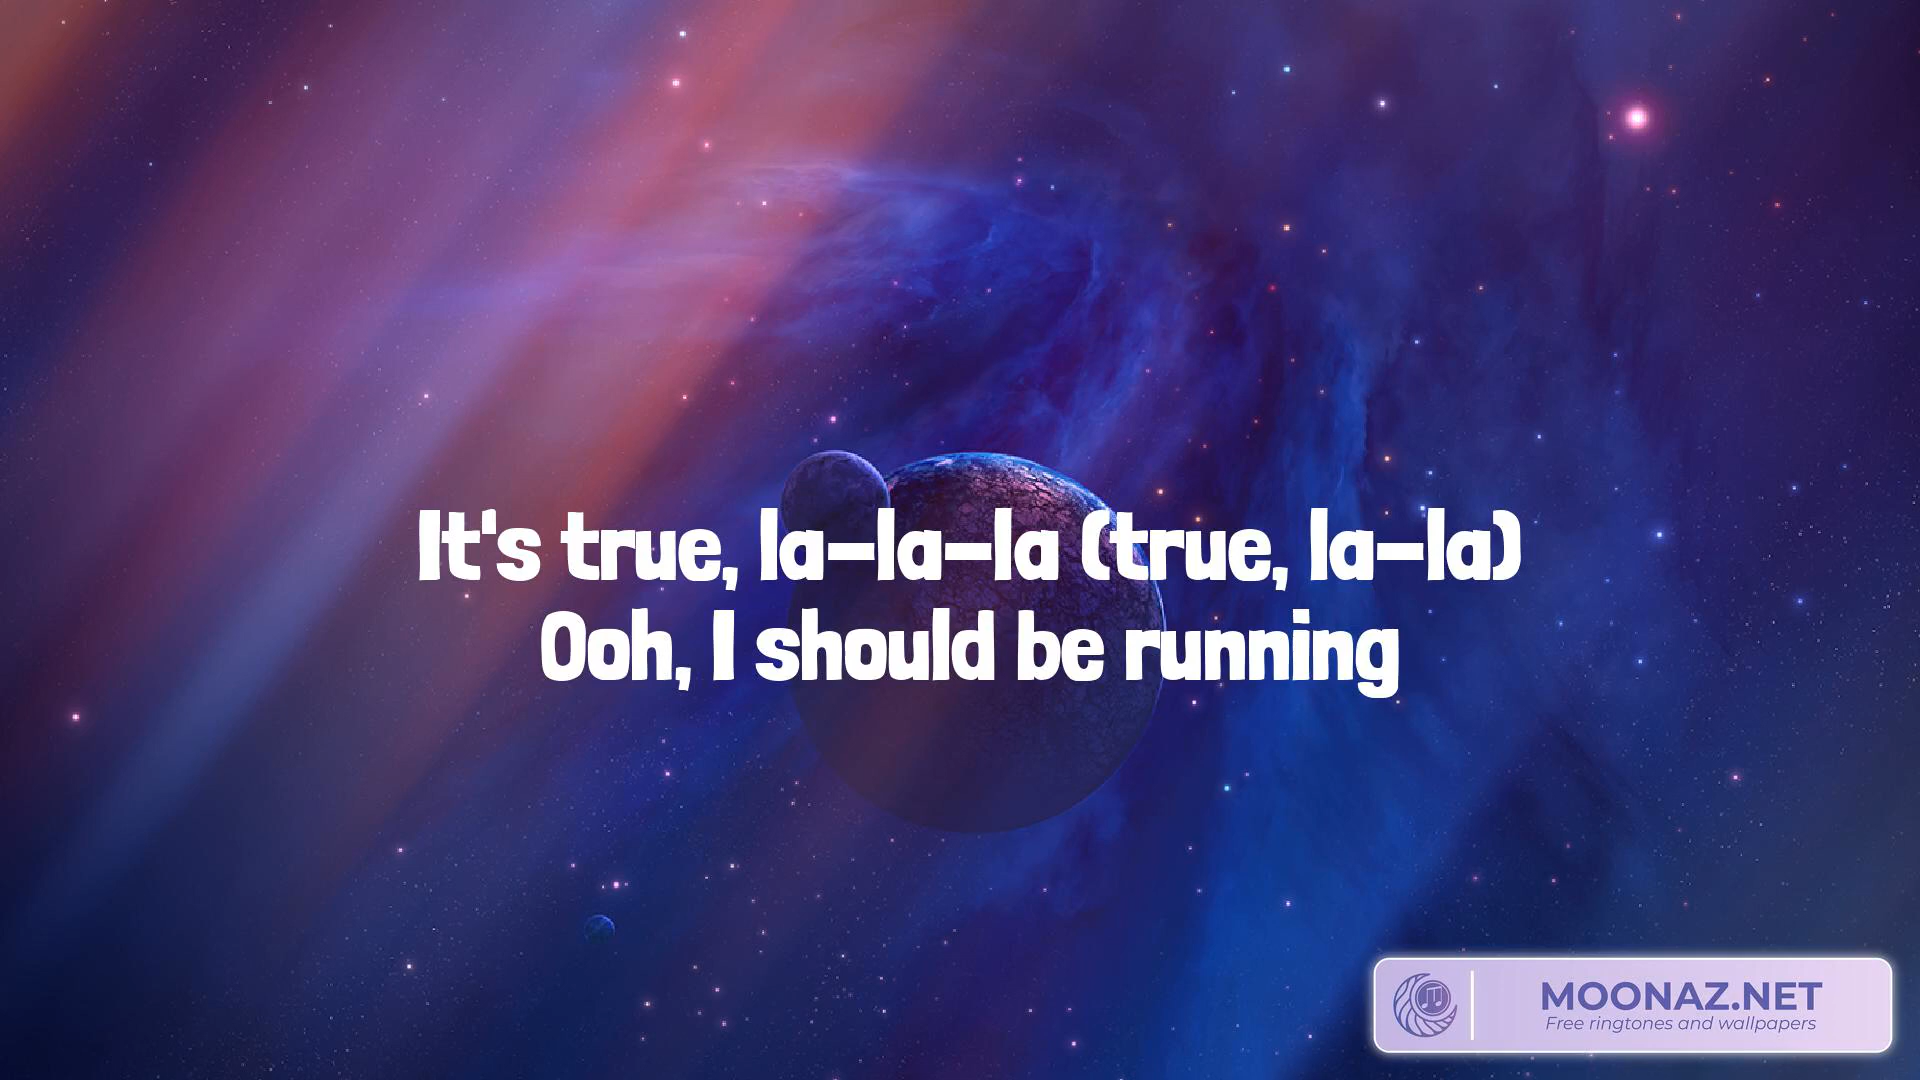 It's true, la-la-la (true, la-la)
Ooh, I should be running
MOONAZ.NET
Free ringtones and wallpapers